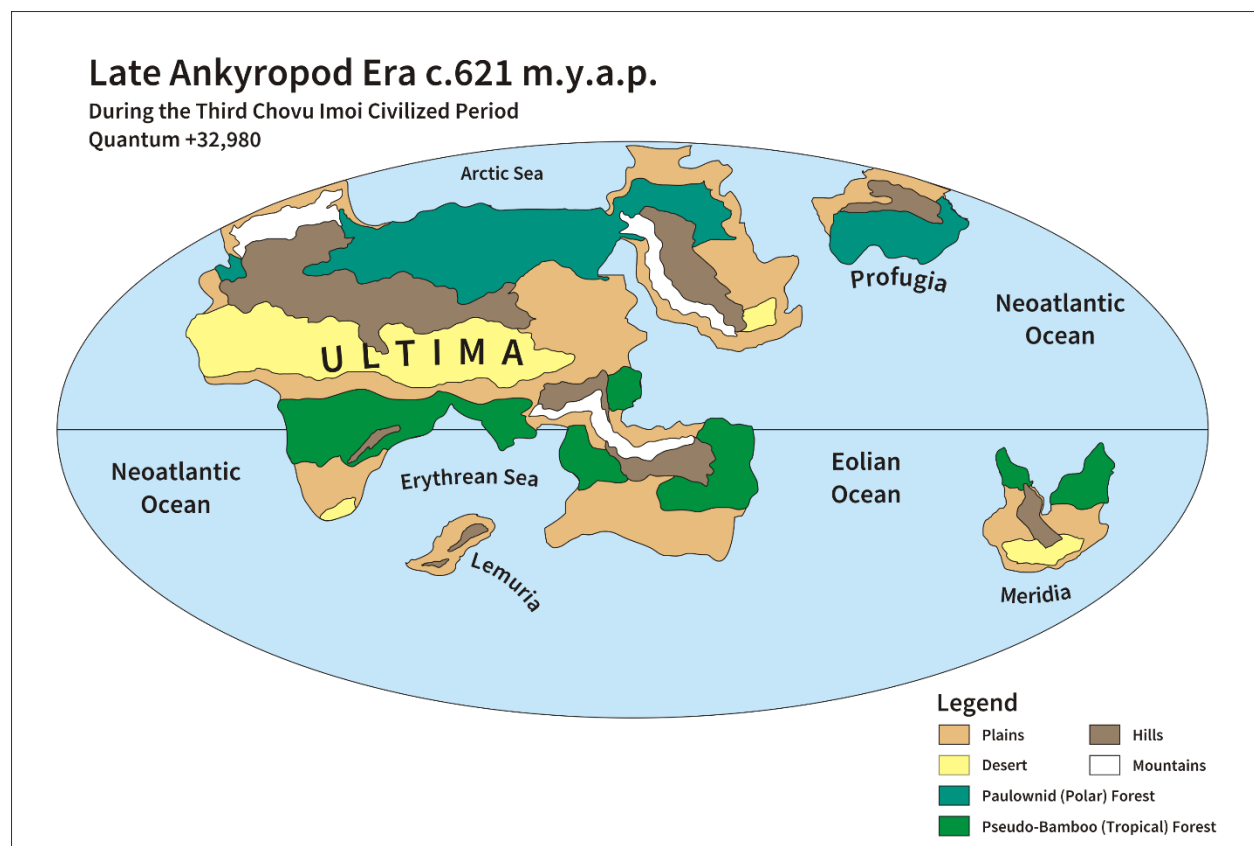 Late Ankyropod Era c.621 m.y.a.p.
During the Third Chovu Imoi Civilized Period
Quantum +32,980
Arctic Sea
Profugia
Neoatlantic
Ocean
ULTIMA
Neoatlantic
Ocean
Erythrean Sea
Eolian
Ocean
Lemuria
Meridia
Legend
Plains
Hills
Desert
Mountains
Paulownid (Polar) Forest
Pseudo-Bamboo (Tropical) Forest